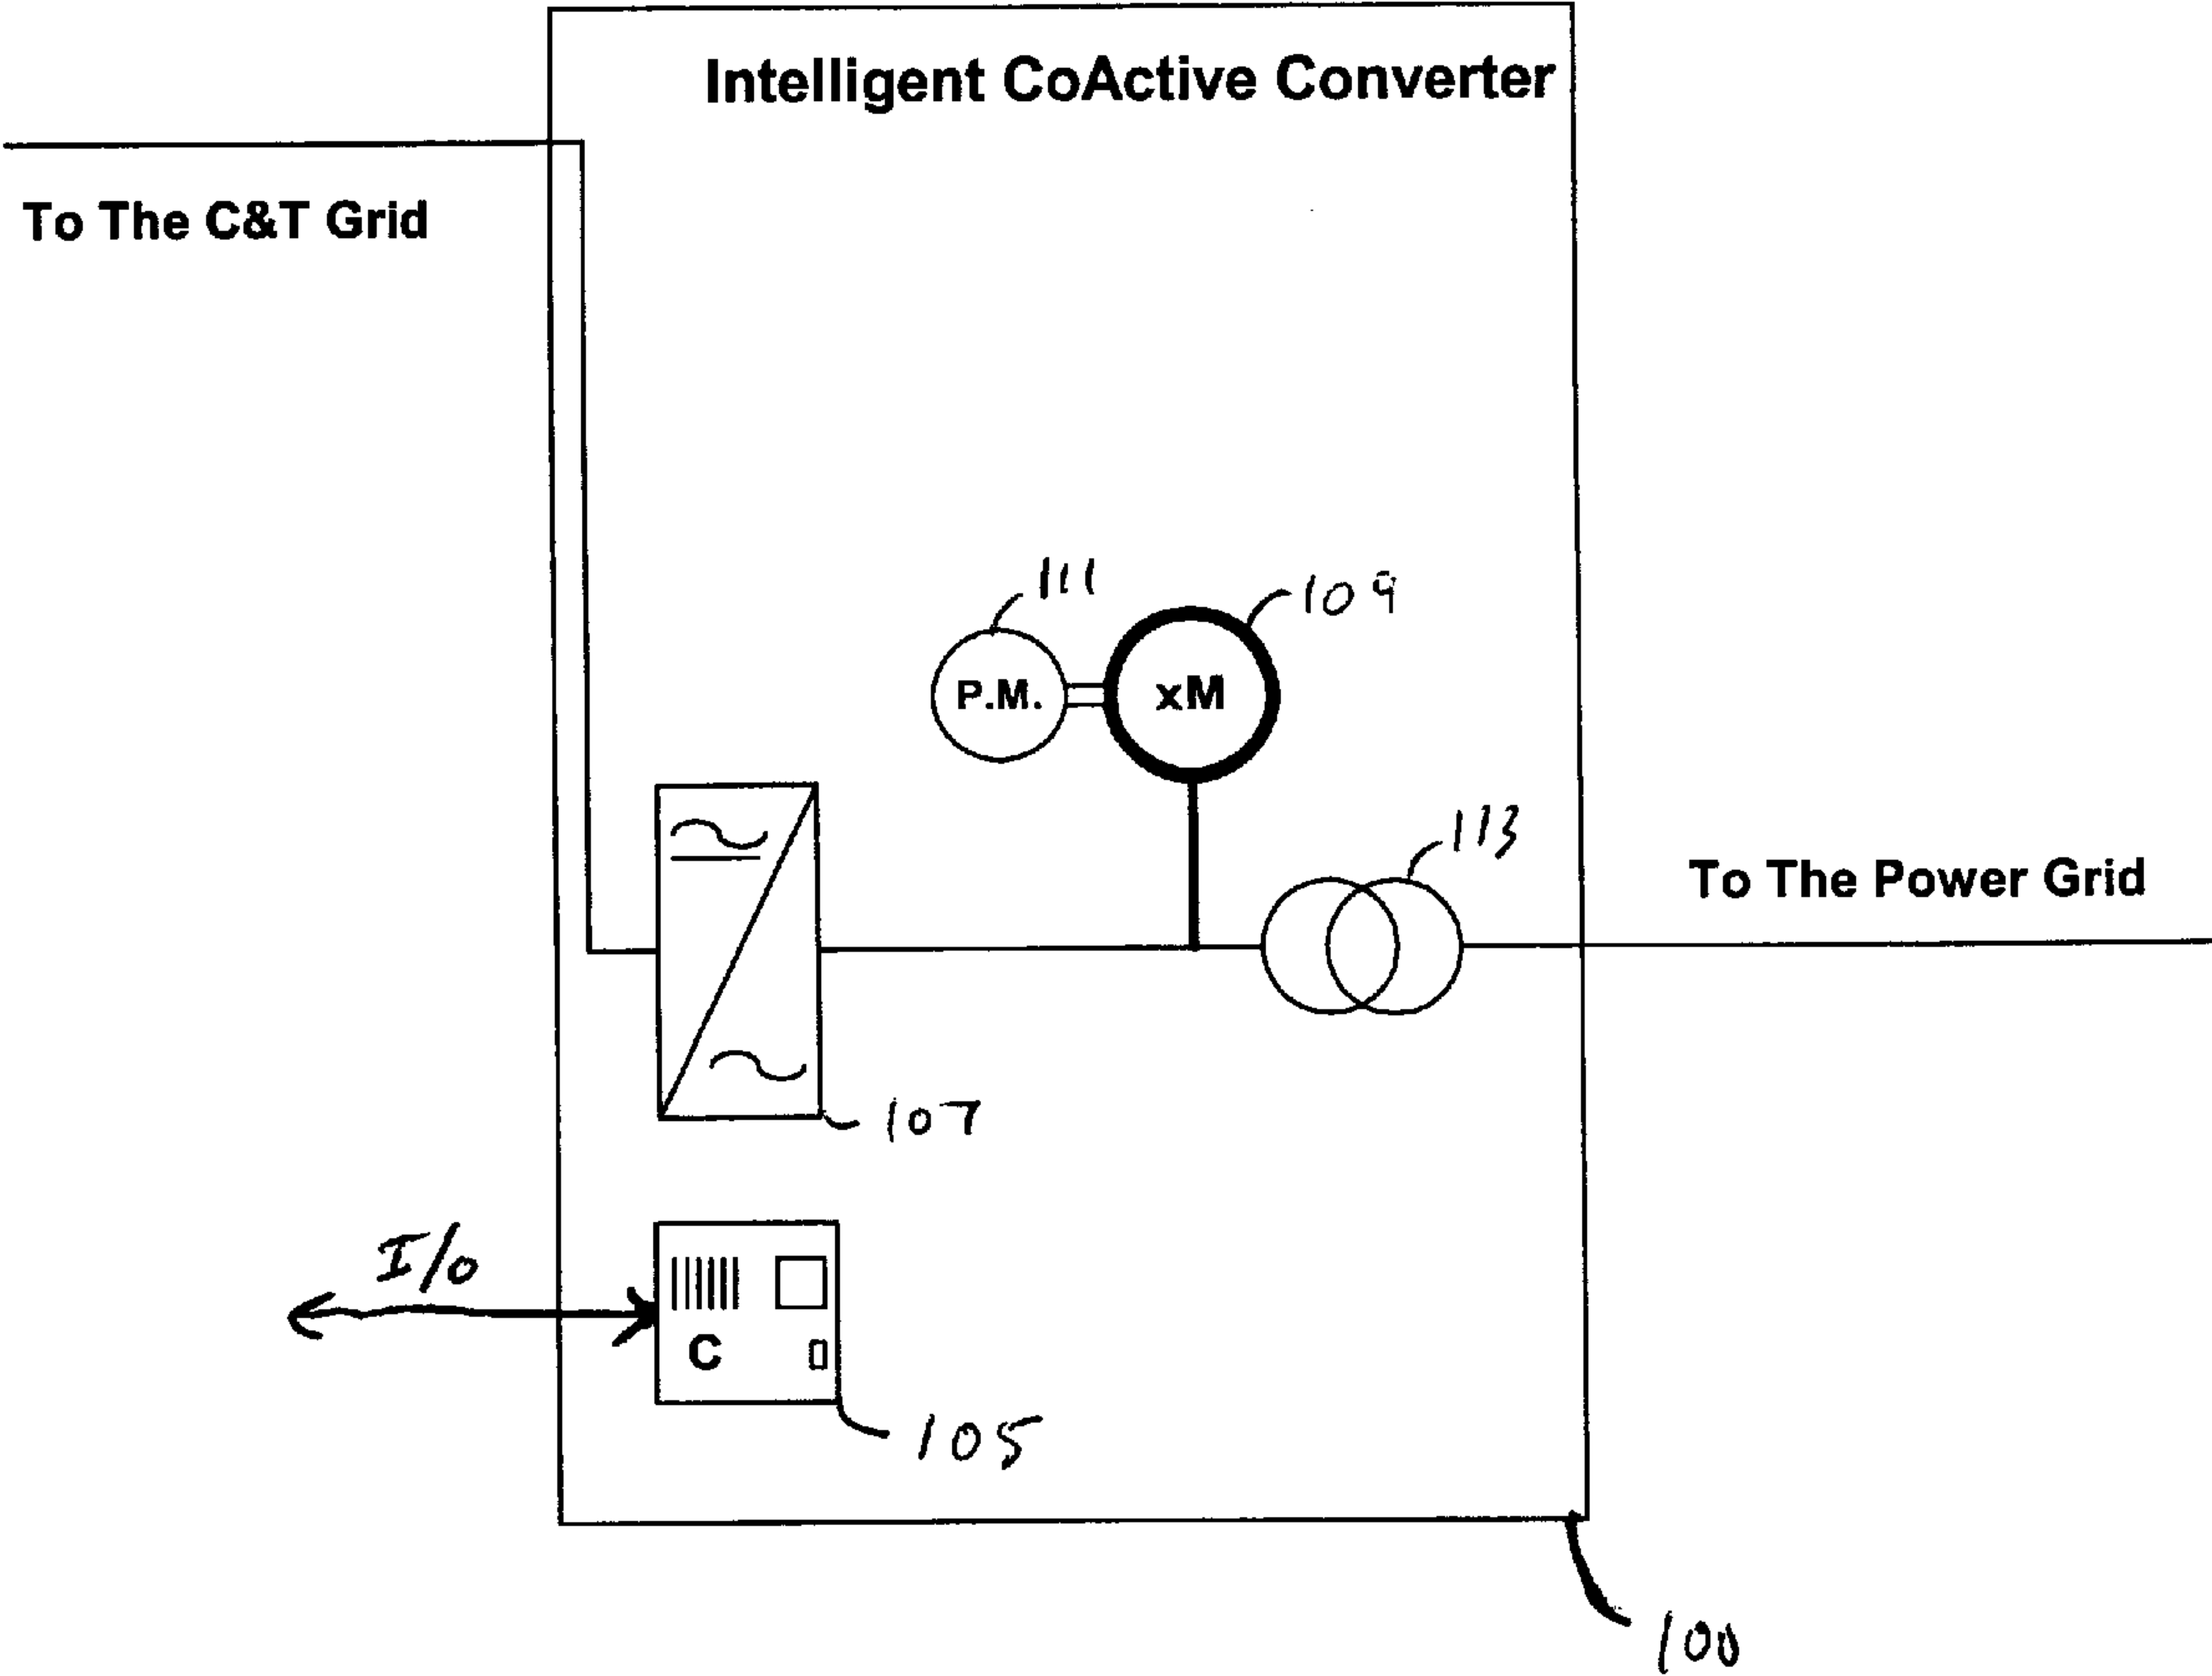 Intelligent CoActive Converter
To The C&T Grid
111
109
P.M.
xM
113
To The Power Grid
107
I/O
C
105
100